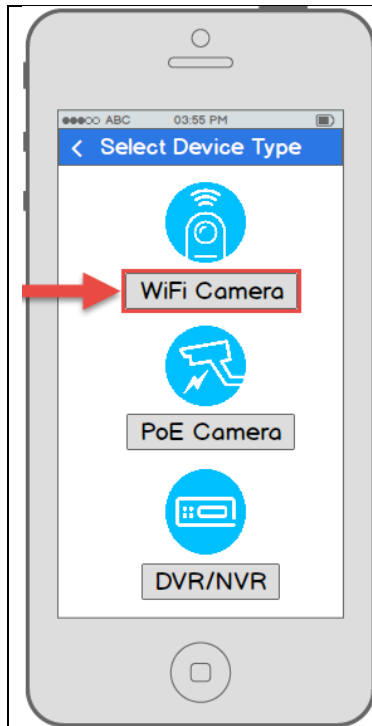 ABC 03:55 PM
< Select Device Type
WiFi Camera
PoE Camera
DVR/NVR